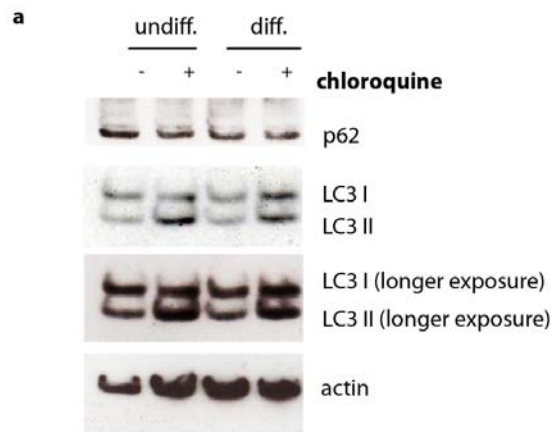 a
undiff. diff.
- + - +
chloroquine
p62
LC3 I
LC3 II
LC3 I (longer exposure)
LC3 II (longer exposure)
actin